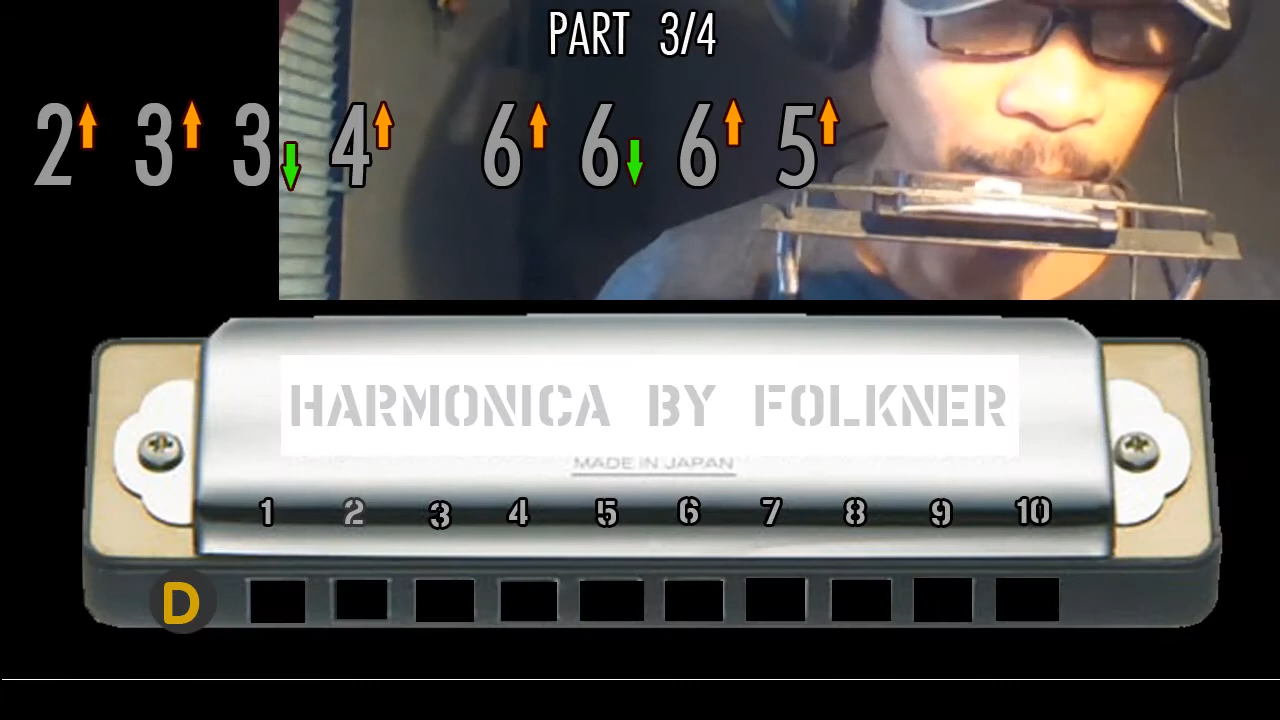 PART 3/4
2↑ 3↑ 3↓ 4↑ 6↑ 6↓ 6↑ 5↑
HARMONICA BY FOLKNER
MADE IN JAPAN
1 2 3 4 5 6 7 8 9 10
D